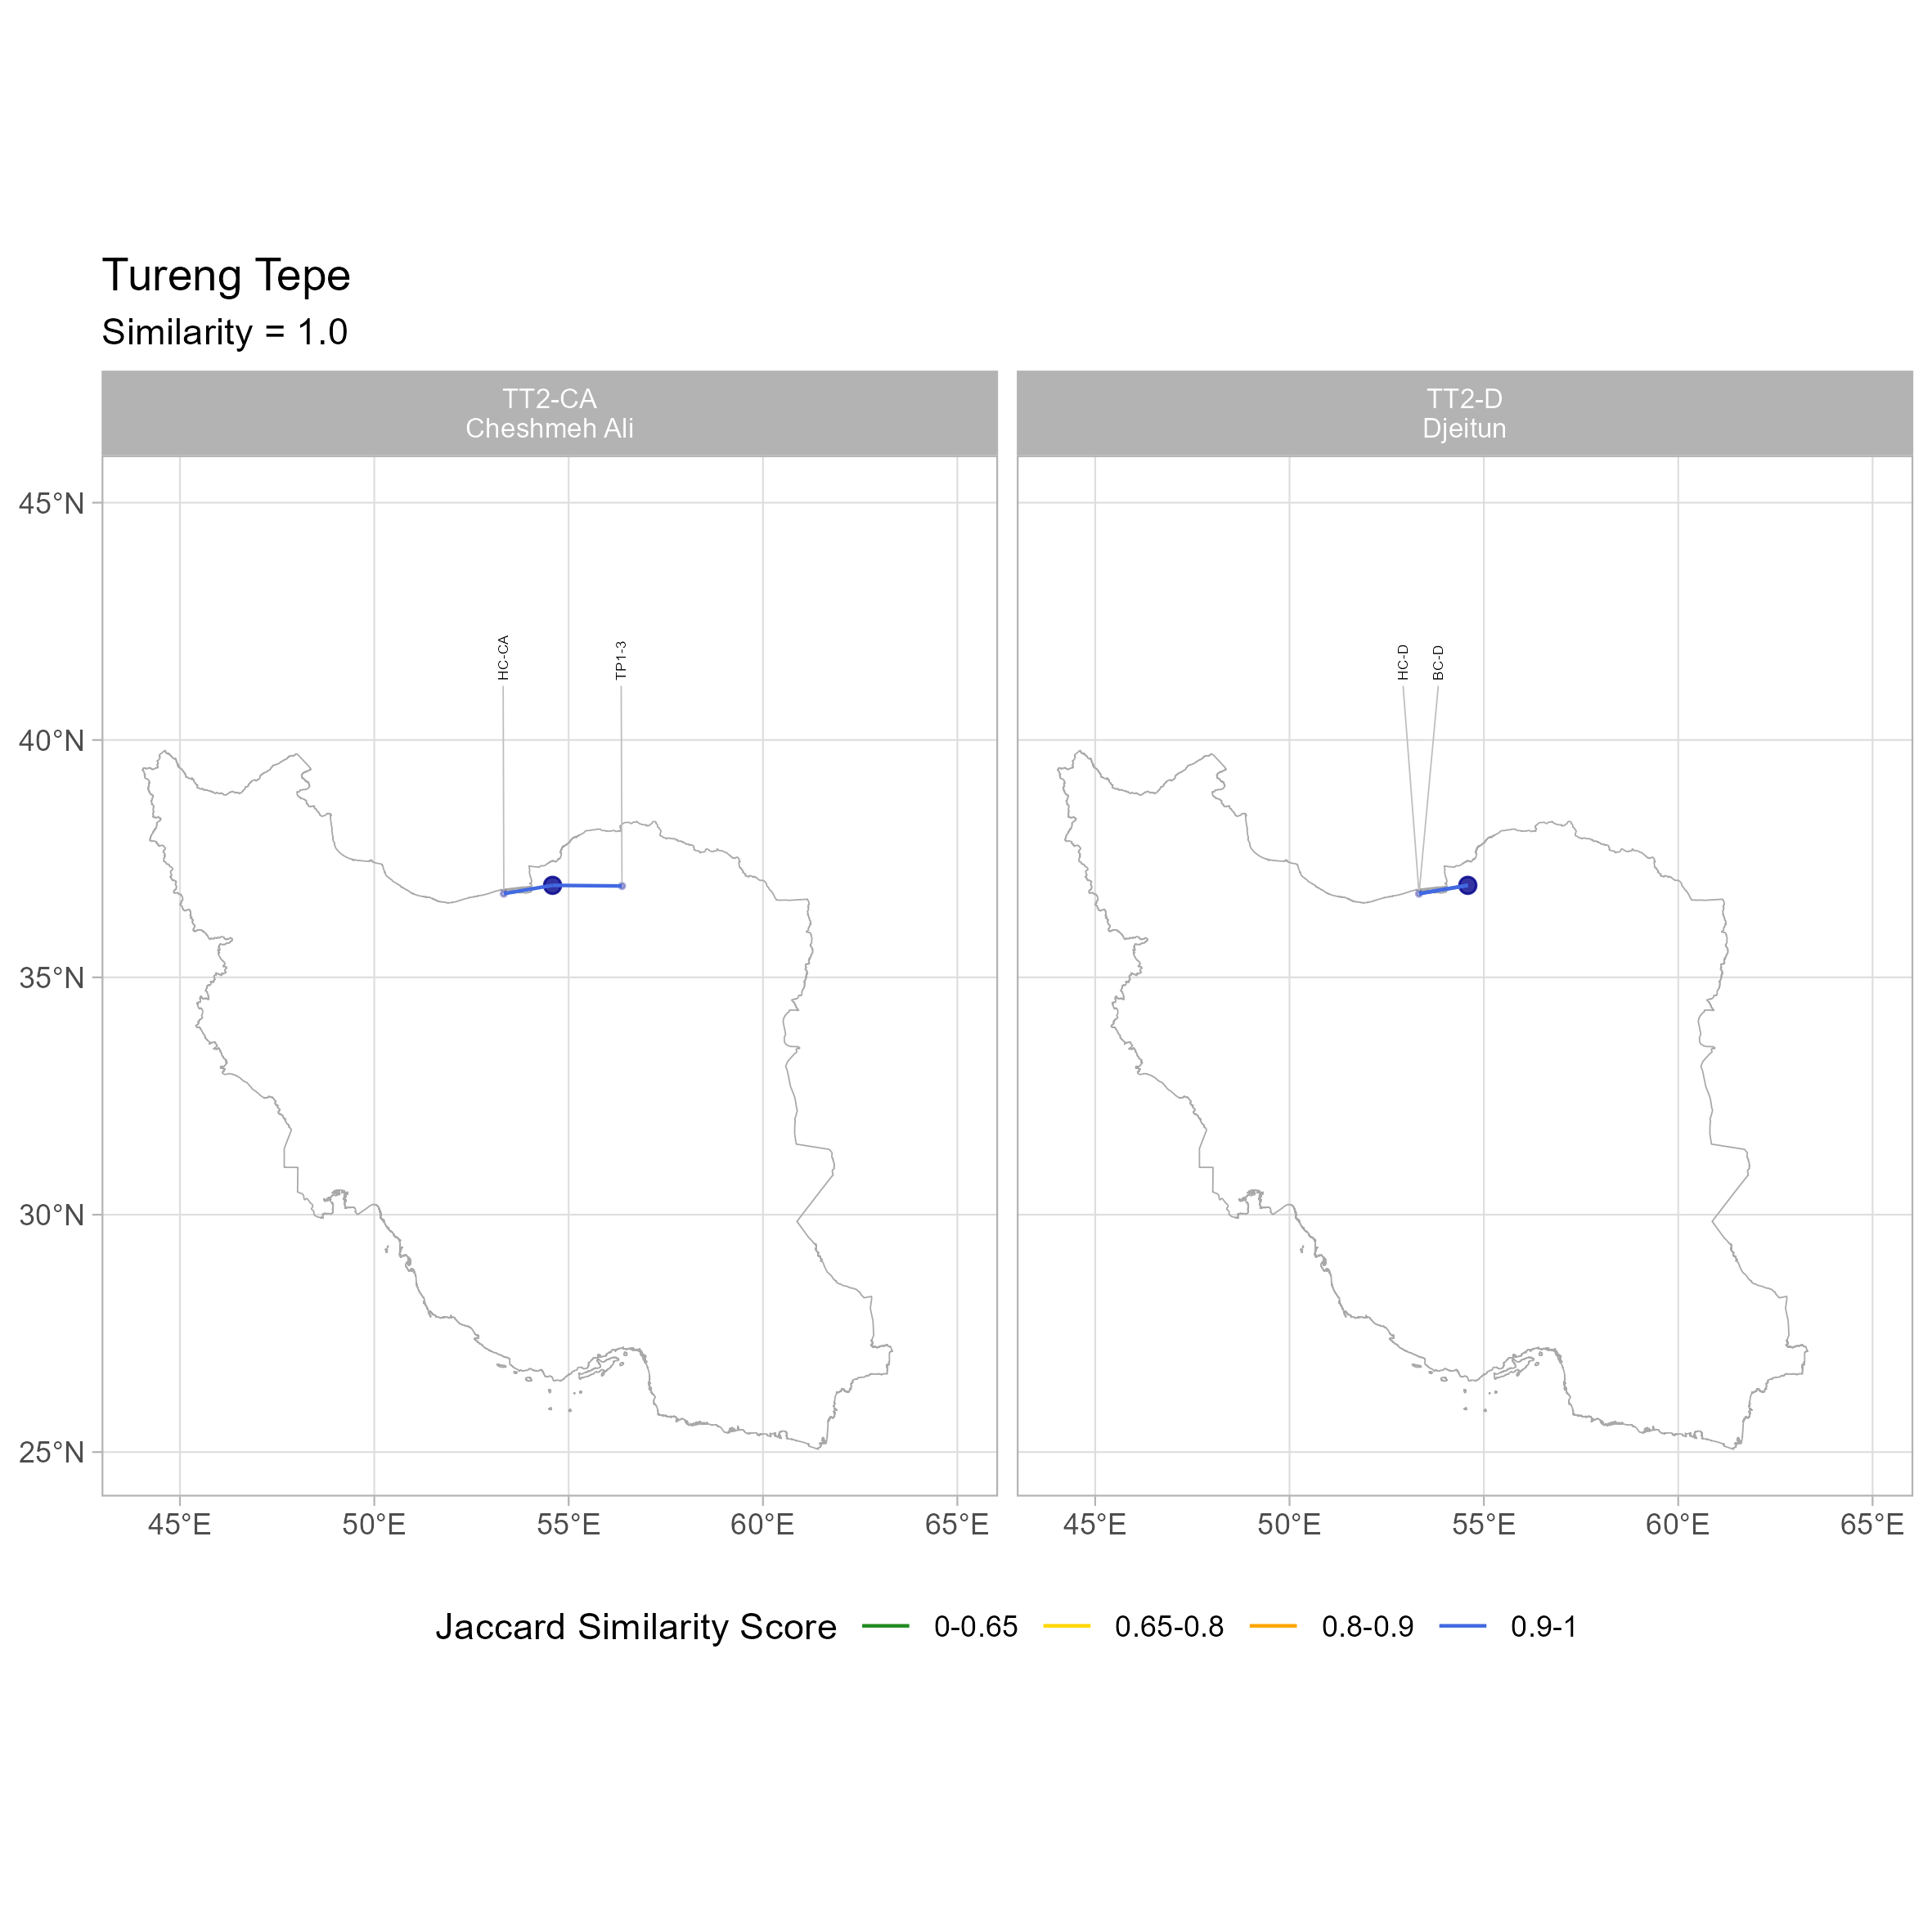 Tureng Tepe
Similarity = 1.0
TT2-CA
Cheshmeh Ali
TT2-D
Djeitun
45°N
40°N
35°N
30°N
25°N
HC-CA
TP1-3
HC-D
BC-D
45°E 50°E 55°E 60°E 65°E
45°E 50°E 55°E 60°E 65°E
Jaccard Similarity Score 0-0.65 0.65-0.8 0.8-0.9 0.9-1